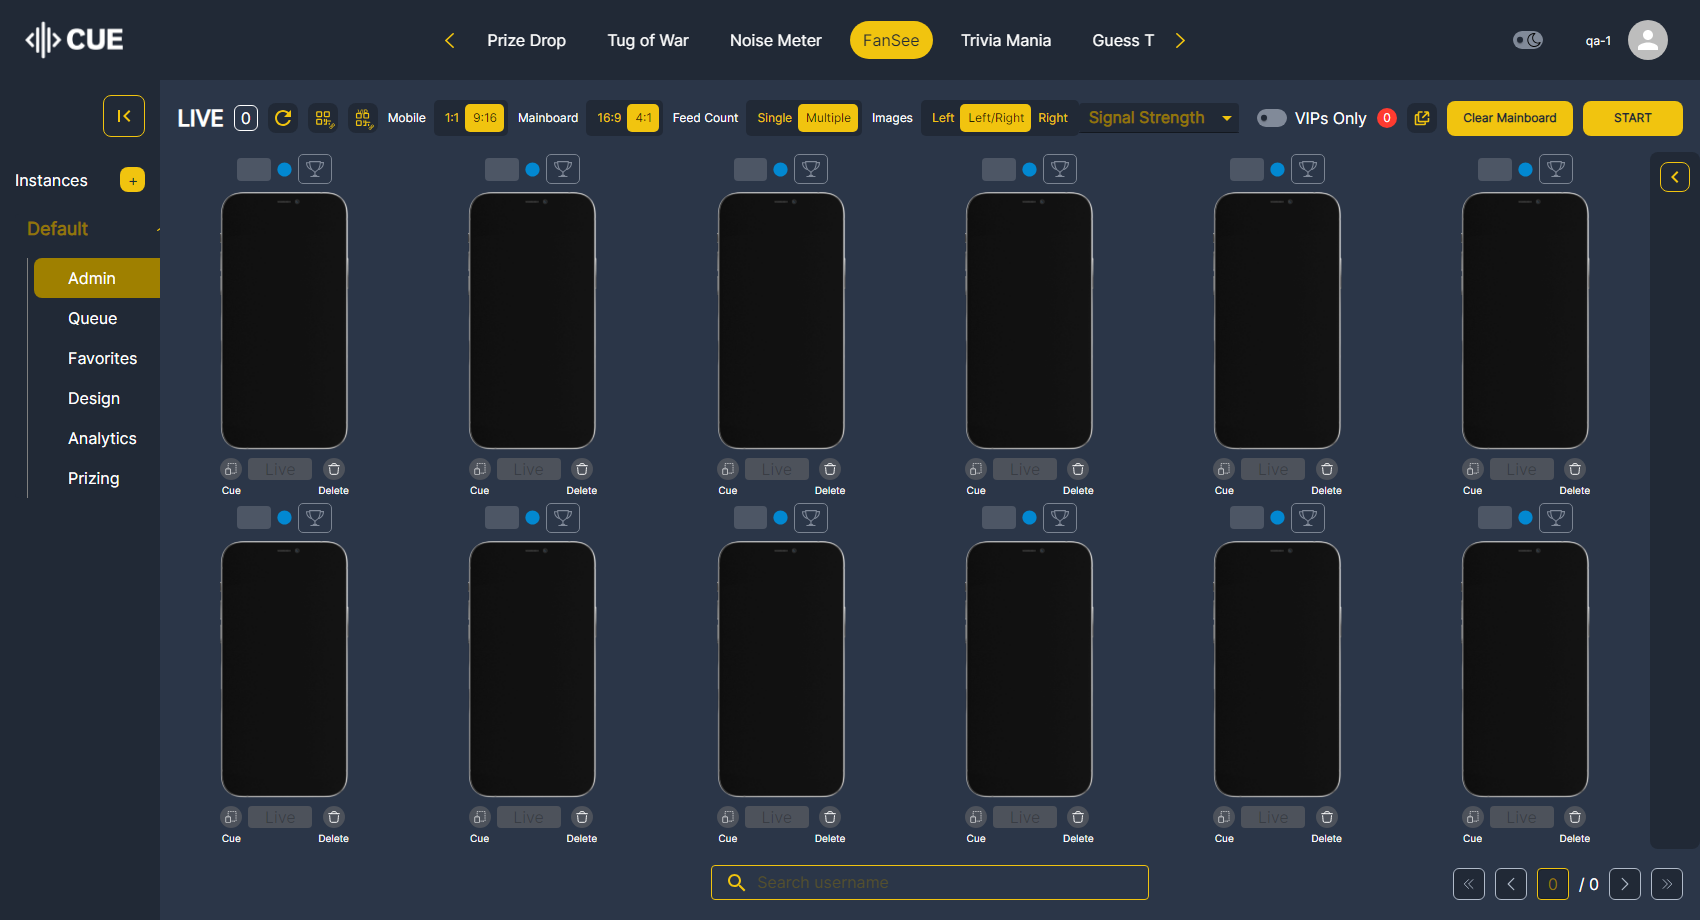 CUE
Prize Drop Tug of War Noise Meter FanSee Trivia Mania Guess T
qa-1
LIVE 0 Mobile 1:1 9:16 Mainboard 16:9 4:1 Feed Count Single Multiple Images Left Left/Right Right Signal Strength VIPs Only 0 Clear Mainboard START
Instances +
Default
Admin
Queue
Favorites
Design
Analytics
Prizing
Live Live Live Live Live Live
Cue Delete Cue Delete Cue Delete Cue Delete Cue Delete Cue Delete
Live Live Live Live Live Live
Cue Delete Cue Delete Cue Delete Cue Delete Cue Delete Cue Delete
Search username
0 / 0